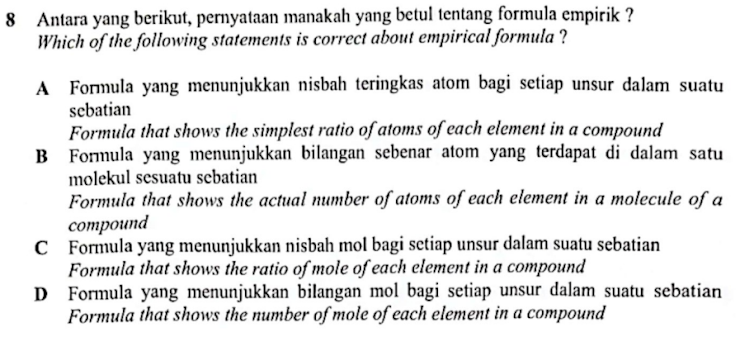 8 Antara yang berikut, pernyataan manakah yang betul tentang formula empirik ?
Which of the following statements is correct about empirical formula ?
A Formula yang menunjukkan nisbah teringkas atom bagi setiap unsur dalam suatu
sebatian
Formula that shows the simplest ratio of atoms of each element in a compound
B Formula yang menunjukkan bilangan sebenar atom yang terdapat di dalam satu
molekul sesuatu sebatian
Formula that shows the actual number of atoms of each element in a molecule of a
compound
C Formula yang menunjukkan nisbah mol bagi setiap unsur dalam suatu sebatian
Formula that shows the ratio of mole of each element in a compound
D Formula yang menunjukkan bilangan mol bagi setiap unsur dalam suatu sebatian
Formula that shows the number of mole of each element in a compound